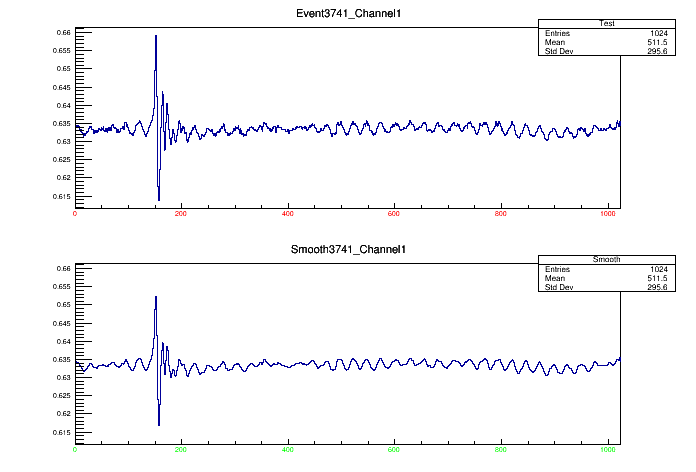 Event3741_Channel1
Test
Entries 1024
Mean 511.5
Std Dev 295.6
0.66
0.655
0.65
0.645
0.64
0.635
0.63
0.625
0.62
0.615
0 200 400 600 800 1000
Smooth3741_Channel1
Smooth
Entries 1024
Mean 511.5
Std Dev 295.6
0.66
0.655
0.65
0.645
0.64
0.635
0.63
0.625
0.62
0.615
0 200 400 600 800 1000